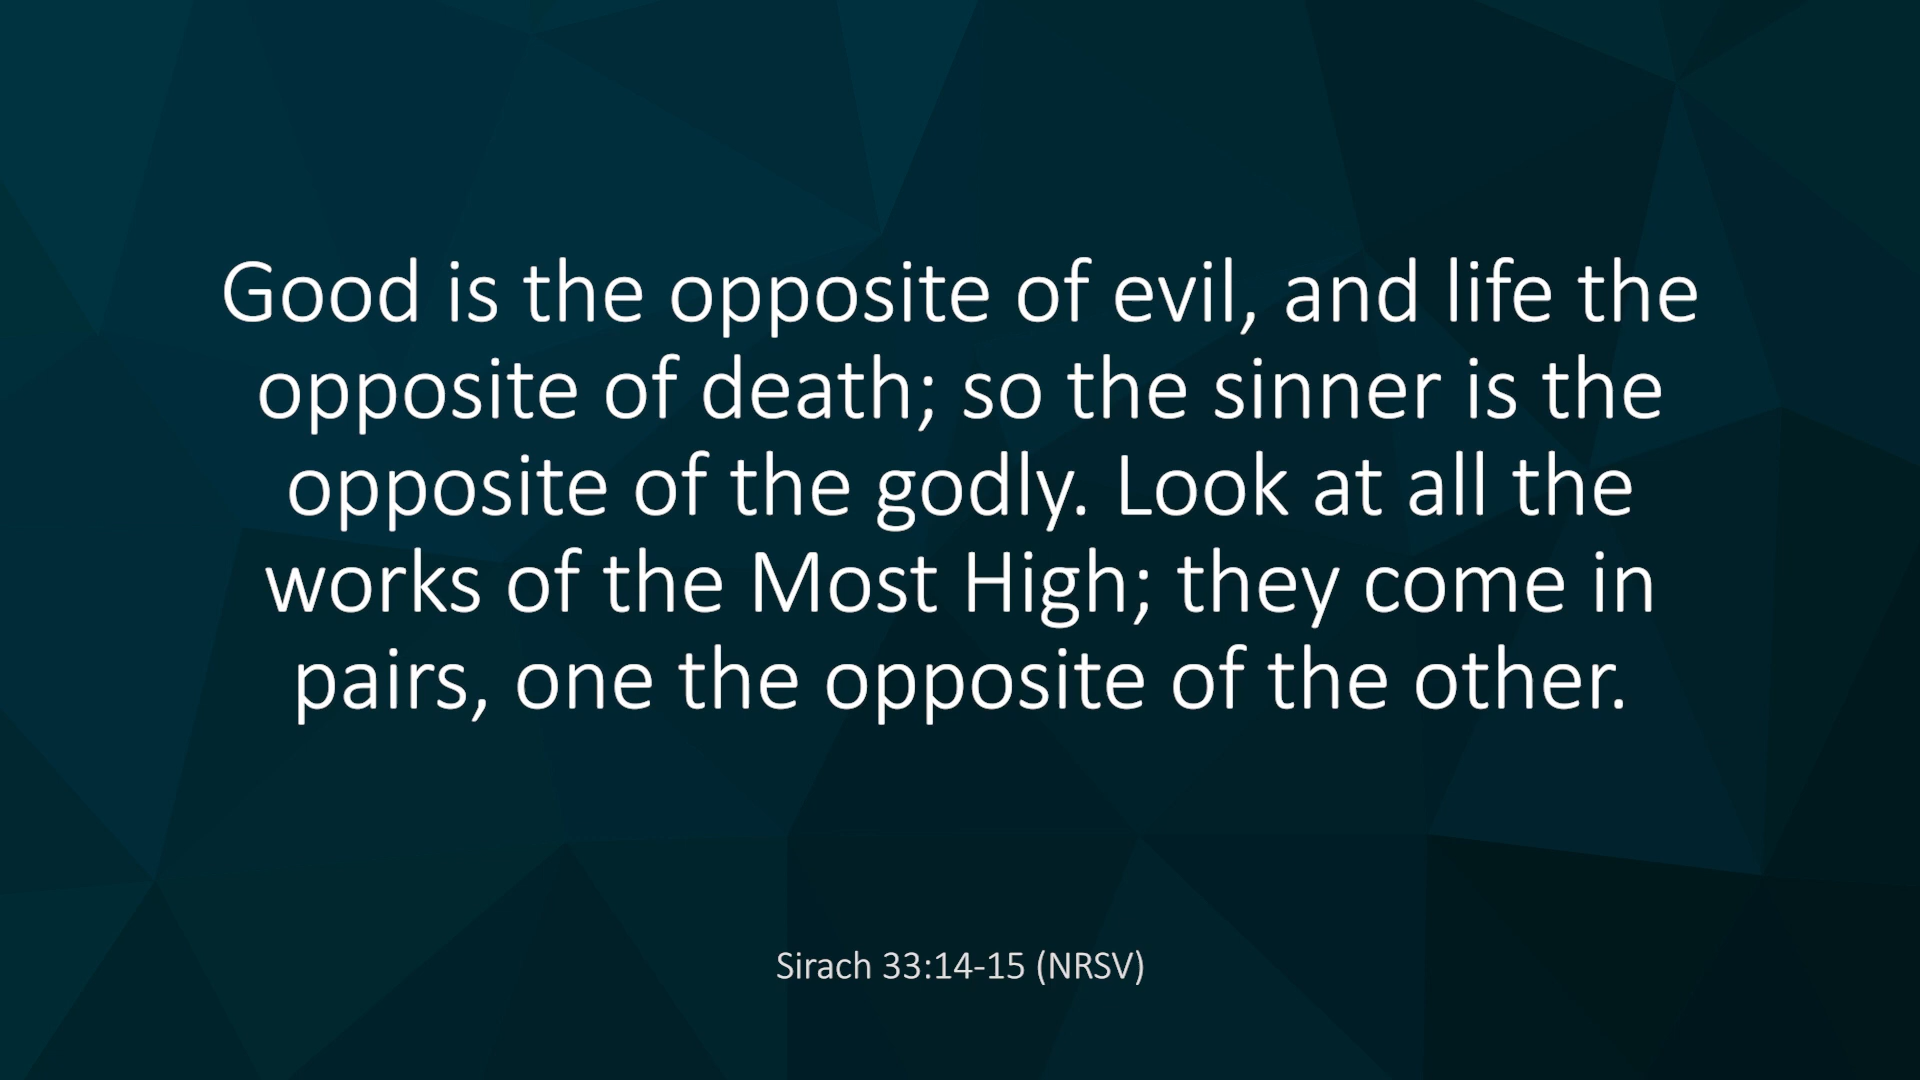 Good is the opposite of evil, and life the
opposite of death; so the sinner is the
opposite of the godly. Look at all the
works of the Most High; they come in
pairs, one the opposite of the other.
Sirach 33:14-15 (NRSV)